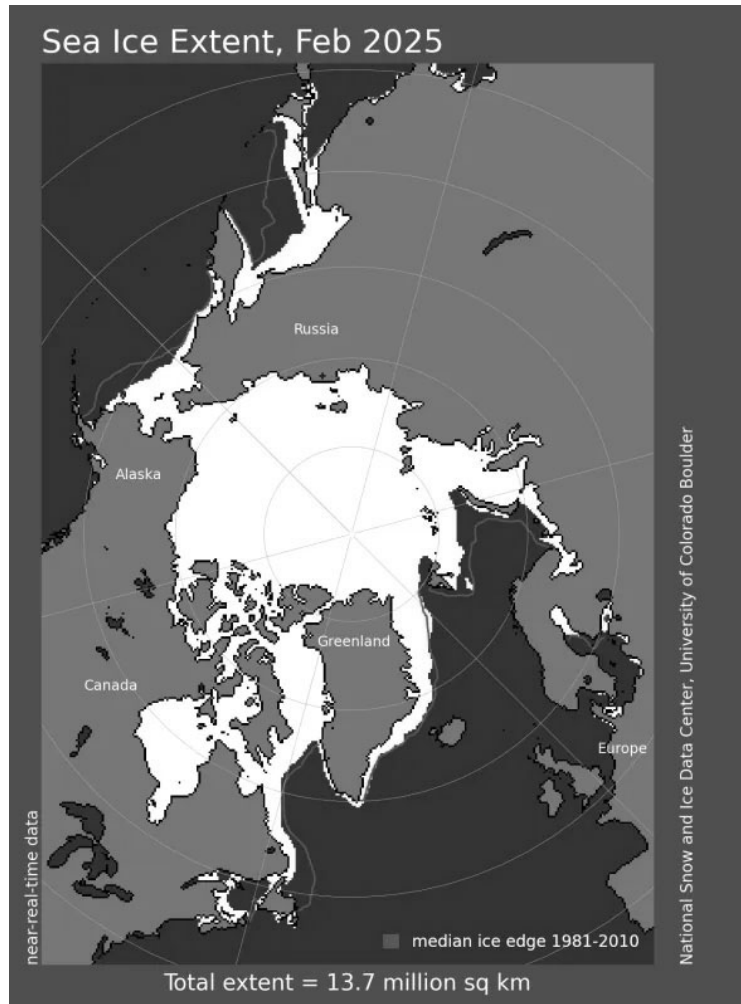 Sea Ice Extent, Feb 2025
Russia
Alaska
Greenland
Canada
Europe
near-real-time data
median ice edge 1981-2010
Total extent = 13.7 million sq km
National Snow and Ice Data Center, University of Colorado Boulder